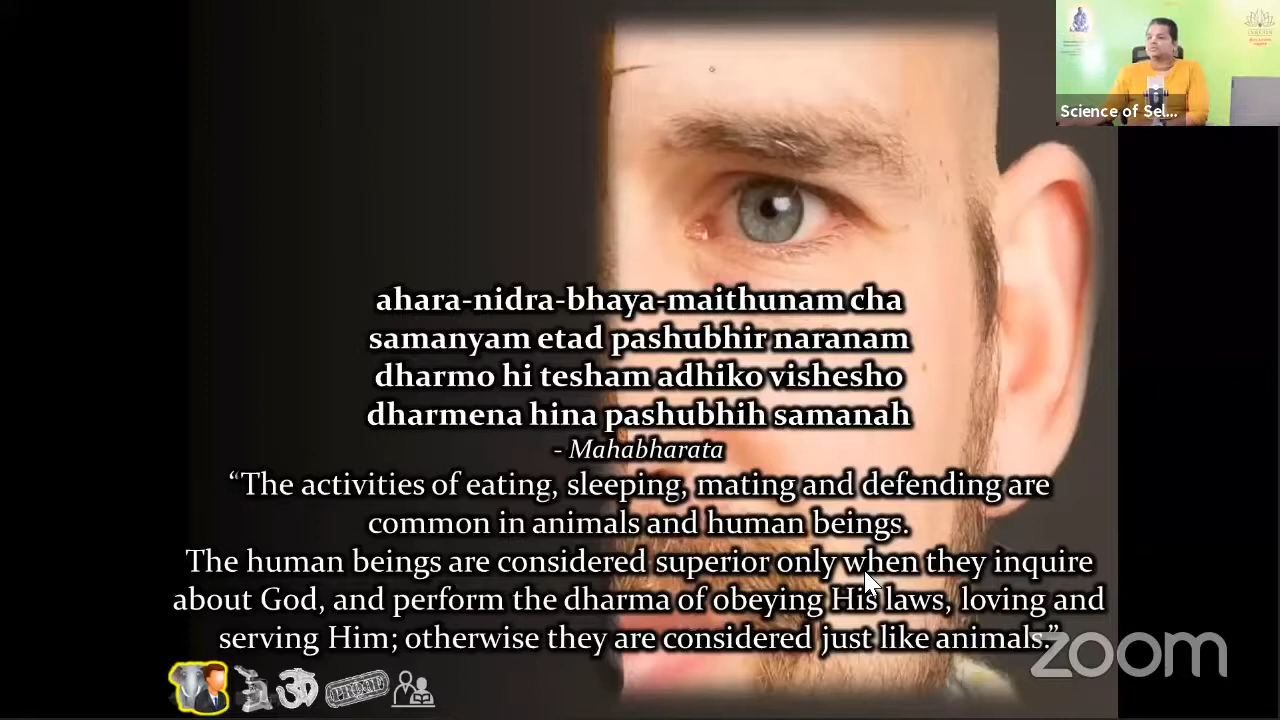 Science of Sel...
ahara-nidra-bhaya-maithunam cha
samanyam etad pashubhir naranam
dharmo hi tesham adhiko vishesho
dharmena hina pashubhih samanah
- Mahabharata
“The activities of eating, sleeping, mating and defending are
common in animals and human beings.
The human beings are considered superior only when they inquire
about God, and perform the dharma of obeying His laws, loving and
serving Him; otherwise they are considered just like animals.”
zoom
ॐ